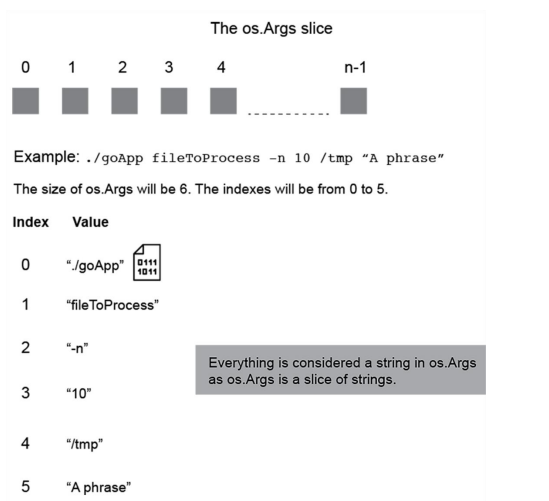 The os.Args slice
0 1 2 3 4 n-1
Example: ./goApp fileToProcess –n 10 /tmp “A phrase”
The size of os.Args will be 6. The indexes will be from 0 to 5.
Index Value
0 “./goApp” 0111
1011
1 “fileToProcess”
2 “-n”
Everything is considered a string in os.Args
as os.Args is a slice of strings.
3 “10”
4 “/tmp”
5 “A phrase”